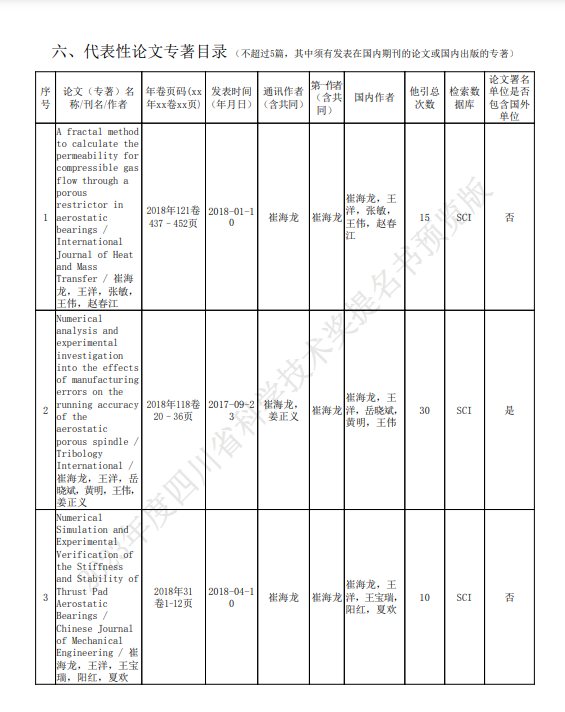 六、代表性论文专著目录（不超过5篇，其中须有发表在国内期刊的论文或国内出版的专著）
序号 论文（专著）名称/刊名/作者 年卷页码(xx年xx卷xx页) 发表时间（年月日） 通讯作者（含共同） 第一作者（含共同） 国内作者 他引总次数 检索数据库 论文署名单位是否包含国外单位
1
A fractal method
to calculate the
permeability for
compressible gas
flow through a
porous
restrictor in
aerostatic
bearings /
International
Journal of Heat
and Mass
Transfer / 崔海
龙, 王洋, 张敏,
王伟, 赵春江
2018年121卷
437－452页
2018-01-1
0
崔海龙
崔海龙
崔海龙, 王
洋, 张敏,
王伟, 赵春
江
15
SCI
否
2
Numerical
analysis and
experimental
investigation
into the effects
of manufacturing
errors on the
running accuracy
of the
aerostatic
porous spindle /
Tribology
International /
崔海龙, 王洋, 岳
晓斌, 黄明, 王伟,
姜正义
2018年118卷
20－36页
2017-09-2
3
崔海龙,
姜正义
崔海龙
崔海龙, 王
洋, 岳晓斌,
黄明, 王伟
30
SCI
是
3
Numerical
Simulation and
Experimental
Verification of
the Stiffness
and Stability of
Thrust Pad
Aerostatic
Bearings /
Chinese Journal
of Mechanical
Engineering / 崔
海龙, 王洋, 王宝
瑞, 阳红, 夏欢
2018年31
卷1-12页
2018-04-1
0
崔海龙
崔海龙
崔海龙, 王
洋, 王宝瑞,
阳红, 夏欢
10
SCI
否
年度四川省科学技术奖提名书预览版